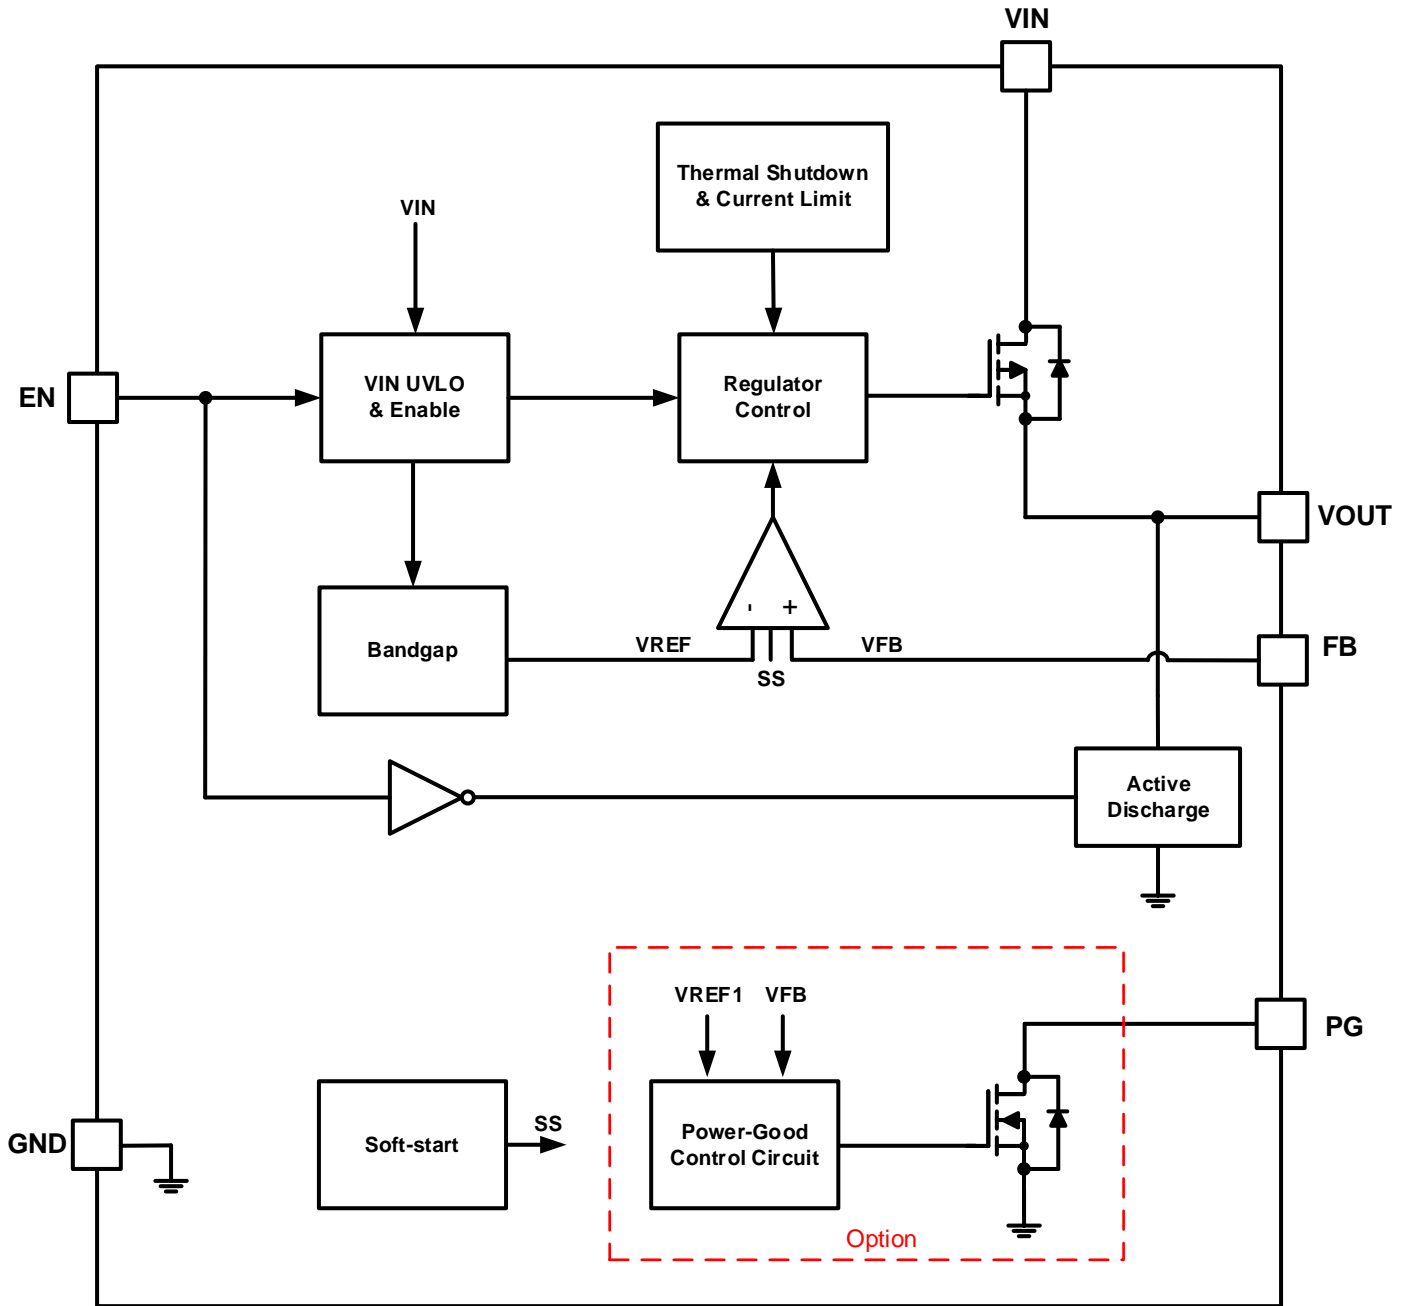 VIN
Thermal Shutdown
& Current Limit
VIN
EN
VIN UVLO
& Enable
Regulator
Control
VOUT
- +
Bandgap
VREF
SS
VFB
FB
Active
Discharge
VREF1 VFB
PG
GND
Soft-start
SS
Power-Good
Control Circuit
Option